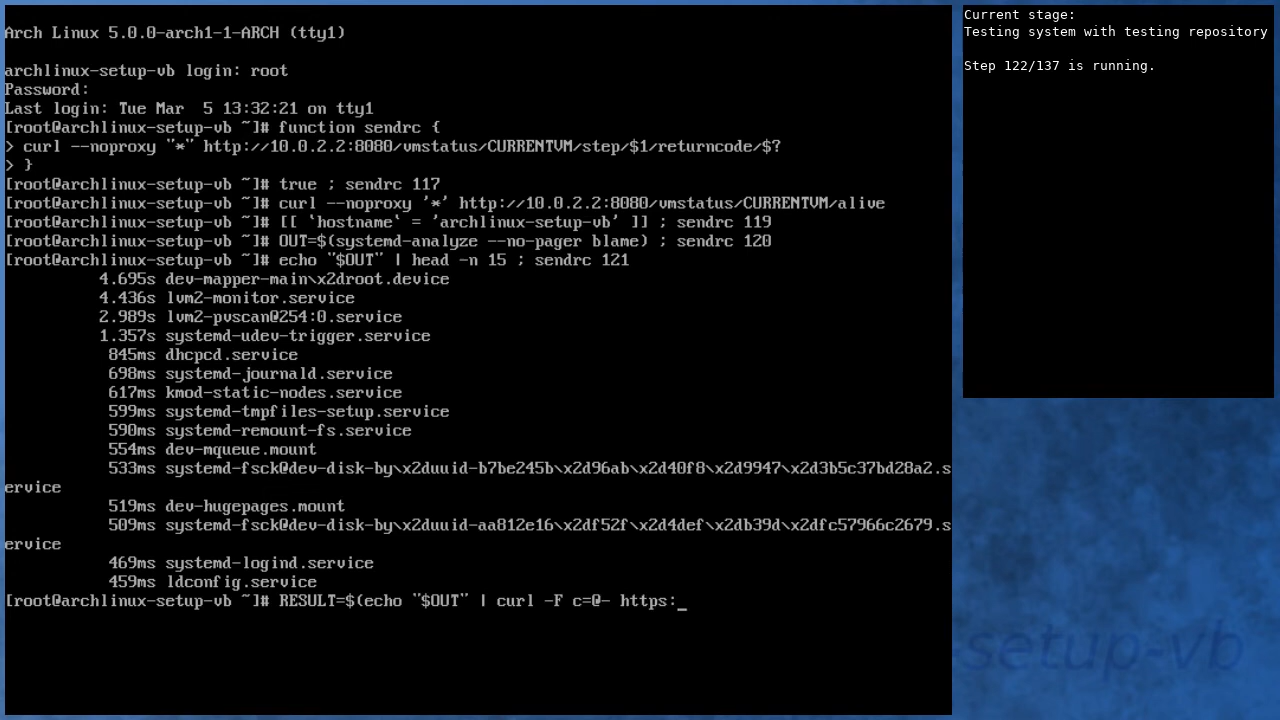 Arch Linux 5.0.0-arch1-1-ARCH (tty1)
archlinux-setup-vb login: root
Password:
Last login: Tue Mar  5 13:32:21 on tty1
[root@archlinux-setup-vb ~]# function sendrc {
> curl --noproxy "*" http://10.0.2.2:8080/vmstatus/CURRENTVM/step/$1/returncode/$?
> }
[root@archlinux-setup-vb ~]# true ; sendrc 117
[root@archlinux-setup-vb ~]# curl --noproxy '*' http://10.0.2.2:8080/vmstatus/CURRENTVM/alive
[root@archlinux-setup-vb ~]# [[ `hostname` = 'archlinux-setup-vb' ]] ; sendrc 119
[root@archlinux-setup-vb ~]# OUT=$(systemd-analyze --no-pager blame) ; sendrc 120
[root@archlinux-setup-vb ~]# echo "$OUT" | head -n 15 ; sendrc 121
4.695s dev-mapper-main\x2droot.device
4.436s lvm2-monitor.service
2.989s lvm2-pvscan@254:0.service
1.357s systemd-udev-trigger.service
845ms dhcpcd.service
698ms systemd-journald.service
617ms kmod-static-nodes.service
599ms systemd-tmpfiles-setup.service
590ms systemd-remount-fs.service
554ms dev-mqueue.mount
533ms systemd-fsck@dev-disk-by\x2duuid-b7be245b\x2d96ab\x2d40f8\x2d9947\x2d3b5c37bd28a2.s
ervice
519ms dev-hugepages.mount
509ms systemd-fsck@dev-disk-by\x2duuid-aa812e16\x2df52f\x2d4def\x2db39d\x2dfc57966c2679.s
ervice
469ms systemd-logind.service
459ms ldconfig.service
[root@archlinux-setup-vb ~]# RESULT=$(echo "$OUT" | curl -F c=@- https:_
Current stage:
Testing system with testing repository
Step 122/137 is running.
-setup-vb